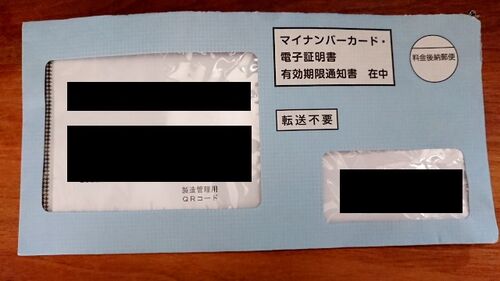 マイナンバーカード・
電子証明書
有効期限通知書 在中
料金後納郵便
転送不要
製造管理用
QRコード